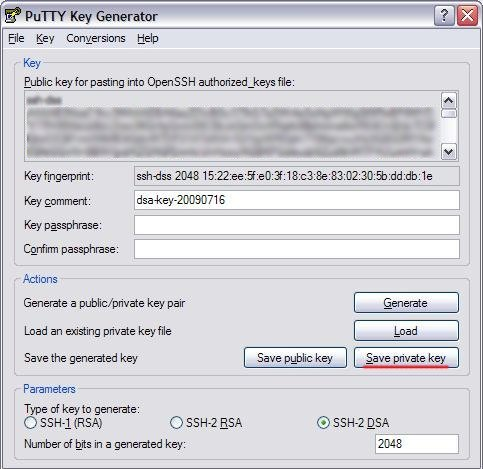 PuTTY Key Generator
File Key Conversions Help
Key
Public key for pasting into OpenSSH authorized_keys file:
ssh-dss
Key fingerprint: ssh-dss 2048 15:22:ee:5f:e0:3f:18:c3:8e:83:02:30:5b:dd:db:1e
Key comment: dsa-key-20090716
Key passphrase:
Confirm passphrase:
Actions
Generate a public/private key pair Generate
Load an existing private key file Load
Save the generated key Save public key Save private key
Parameters
Type of key to generate:
SSH-1 (RSA) SSH-2 RSA SSH-2 DSA
Number of bits in a generated key: 2048